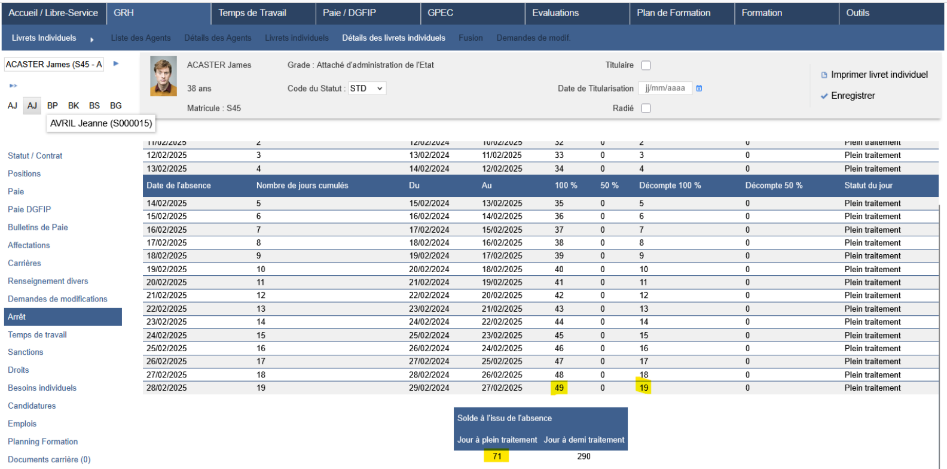 Accueil / Libre-Service GRH Temps de Travail Paie / DGFIP GPEC Evaluations Plan de Formation Formation Outils
Livrets Individuels Liste des Agents Détails des Agents Livrets individuels Détails des livrets individuels Fusion Demandes de modif.
ACASTER James (S45 - A
AJ AJ BP BK BS BG
AVRIL Jeanne (S000015)
ACASTER James Grade : Attaché d'administration de l'Etat Titulaire
38 ans Code du Statut : STD Date de Titularisation jj/mm/aaaa
Matricule : S45 Radié
Imprimer livret individuel
Enregistrer
Statut / Contrat
Positions
Paie
Paie DGFIP
Bulletins de Paie
Affectations
Carrières
Renseignement divers
Demandes de modifications
Arrêt
Temps de travail
Sanctions
Droits
Besoins individuels
Candidatures
Emplois
Planning Formation
Documents carrière (0)
11/02/2025 2 12/02/2024 10/02/2025 32 0 2 0 Plein traitement
12/02/2025 3 13/02/2024 11/02/2025 33 0 3 0 Plein traitement
13/02/2025 4 14/02/2024 12/02/2025 34 0 4 0 Plein traitement
Date de l'absence Nombre de jours cumulés Du Au 100 % 50 % Décompte 100 % Décompte 50 % Statut du jour
14/02/2025 5 15/02/2024 13/02/2025 35 0 5 0 Plein traitement
15/02/2025 6 16/02/2024 14/02/2025 36 0 6 0 Plein traitement
16/02/2025 7 17/02/2024 15/02/2025 37 0 7 0 Plein traitement
17/02/2025 8 18/02/2024 16/02/2025 38 0 8 0 Plein traitement
18/02/2025 9 19/02/2024 17/02/2025 39 0 9 0 Plein traitement
19/02/2025 10 20/02/2024 18/02/2025 40 0 10 0 Plein traitement
20/02/2025 11 21/02/2024 19/02/2025 41 0 11 0 Plein traitement
21/02/2025 12 22/02/2024 20/02/2025 42 0 12 0 Plein traitement
22/02/2025 13 23/02/2024 21/02/2025 43 0 13 0 Plein traitement
23/02/2025 14 24/02/2024 22/02/2025 44 0 14 0 Plein traitement
24/02/2025 15 25/02/2024 23/02/2025 45 0 15 0 Plein traitement
25/02/2025 16 26/02/2024 24/02/2025 46 0 16 0 Plein traitement
26/02/2025 17 27/02/2024 25/02/2025 47 0 17 0 Plein traitement
27/02/2025 18 28/02/2024 26/02/2025 48 0 18 0 Plein traitement
28/02/2025 19 29/02/2024 27/02/2025 49 0 19 0 Plein traitement
Solde à l'issu de l'absence
Jour à plein traitement Jour à demi traitement
71 290